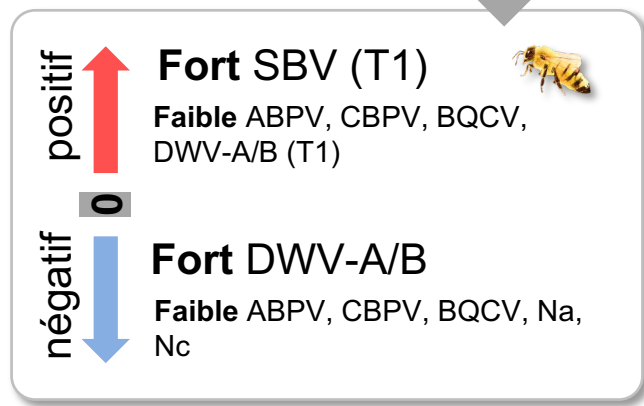 positif
Fort SBV (T1)
Faible ABPV, CBPV, BQCV,
DWV-A/B (T1)
0
négatif
Fort DWV-A/B
Faible ABPV, CBPV, BQCV, Na,
Nc